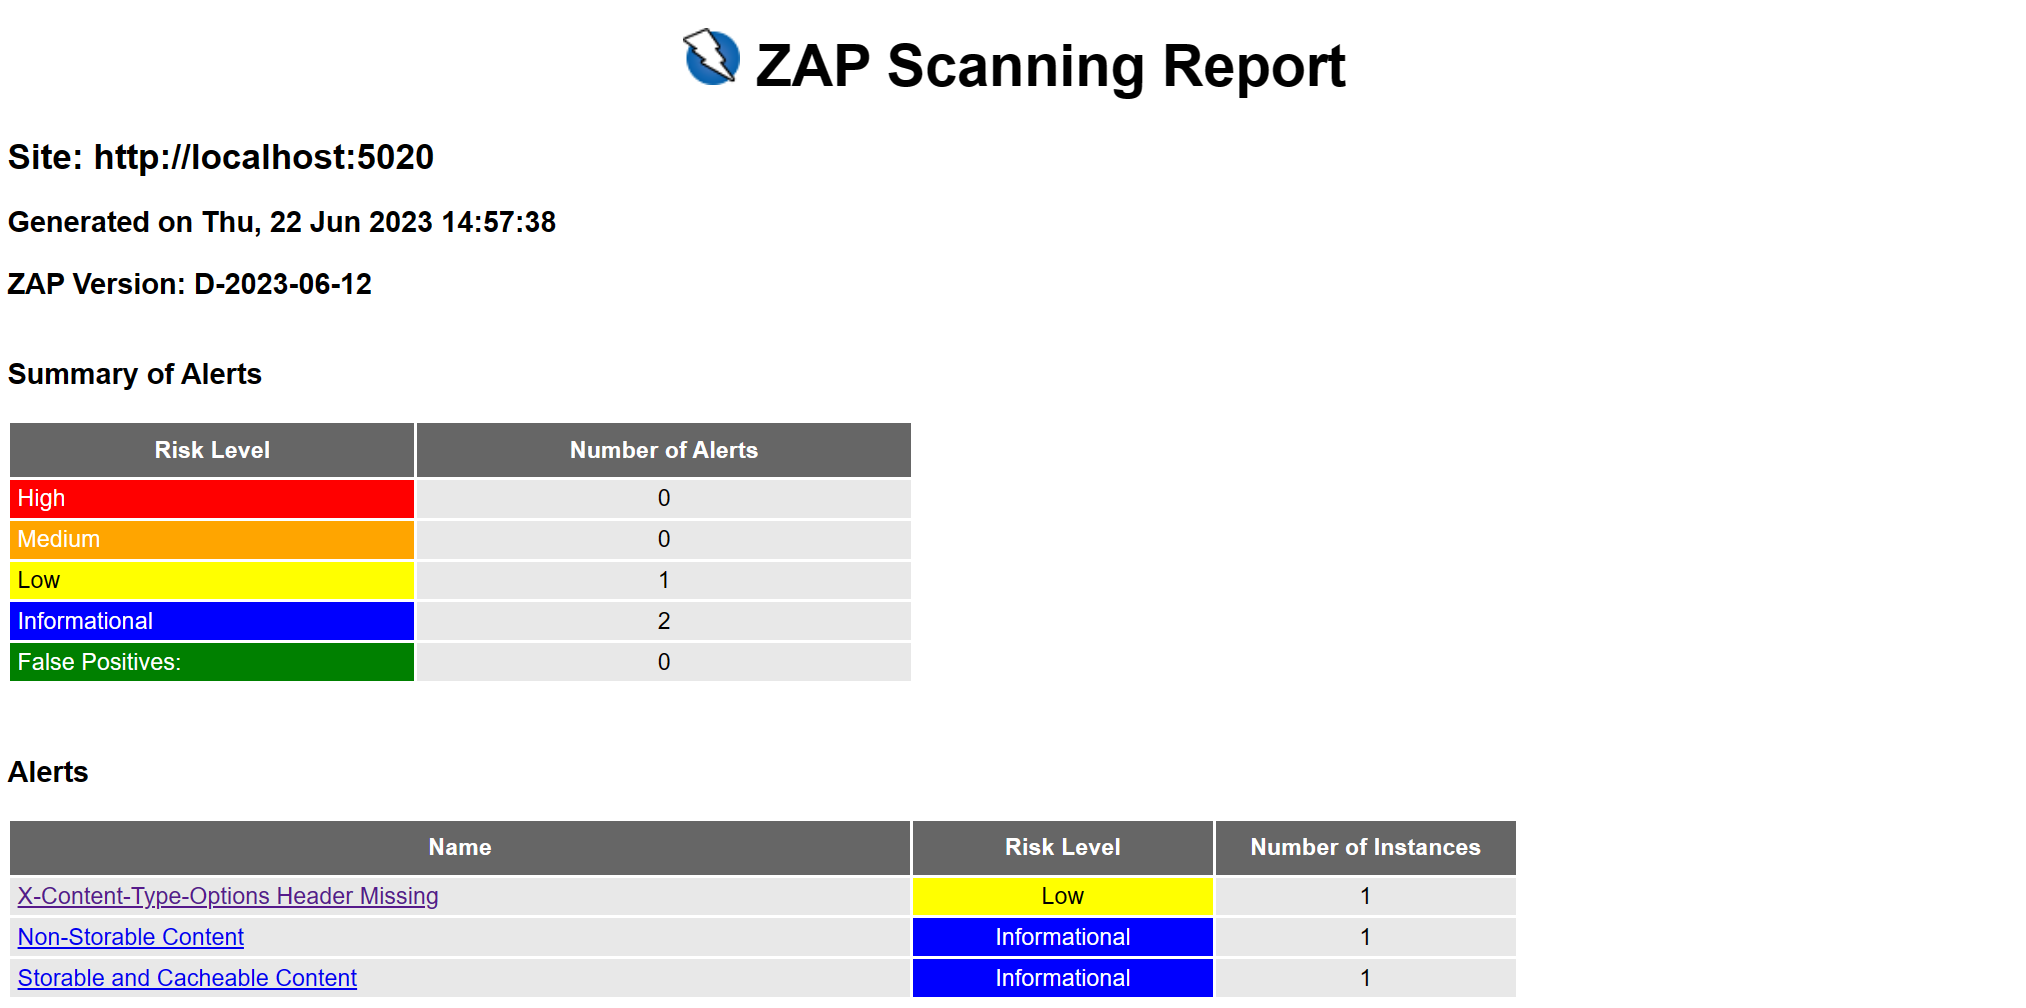 ZAP Scanning Report
Site: http://localhost:5020
Generated on Thu, 22 Jun 2023 14:57:38
ZAP Version: D-2023-06-12
Summary of Alerts
Risk Level Number of Alerts
High 0
Medium 0
Low 1
Informational 2
False Positives: 0
Alerts
Name Risk Level Number of Instances
X-Content-Type-Options Header Missing Low 1
Non-Storable Content Informational 1
Storable and Cacheable Content Informational 1